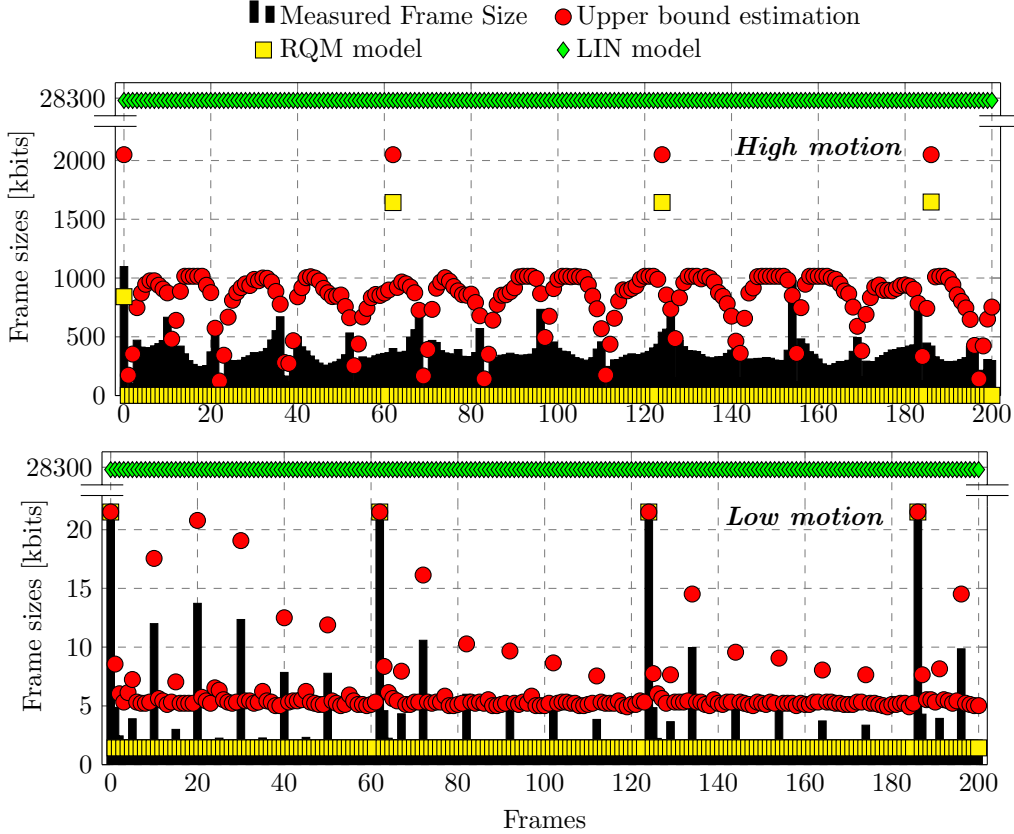 Measured Frame Size
Upper bound estimation
RQM model
LIN model
28300
2000
1500
1000
500
0
Frame sizes [kbits]
High motion
0 20 40 60 80 100 120 140 160 180 200
28300
20
15
10
5
0
Frame sizes [kbits]
Low motion
0 20 40 60 80 100 120 140 160 180 200
Frames